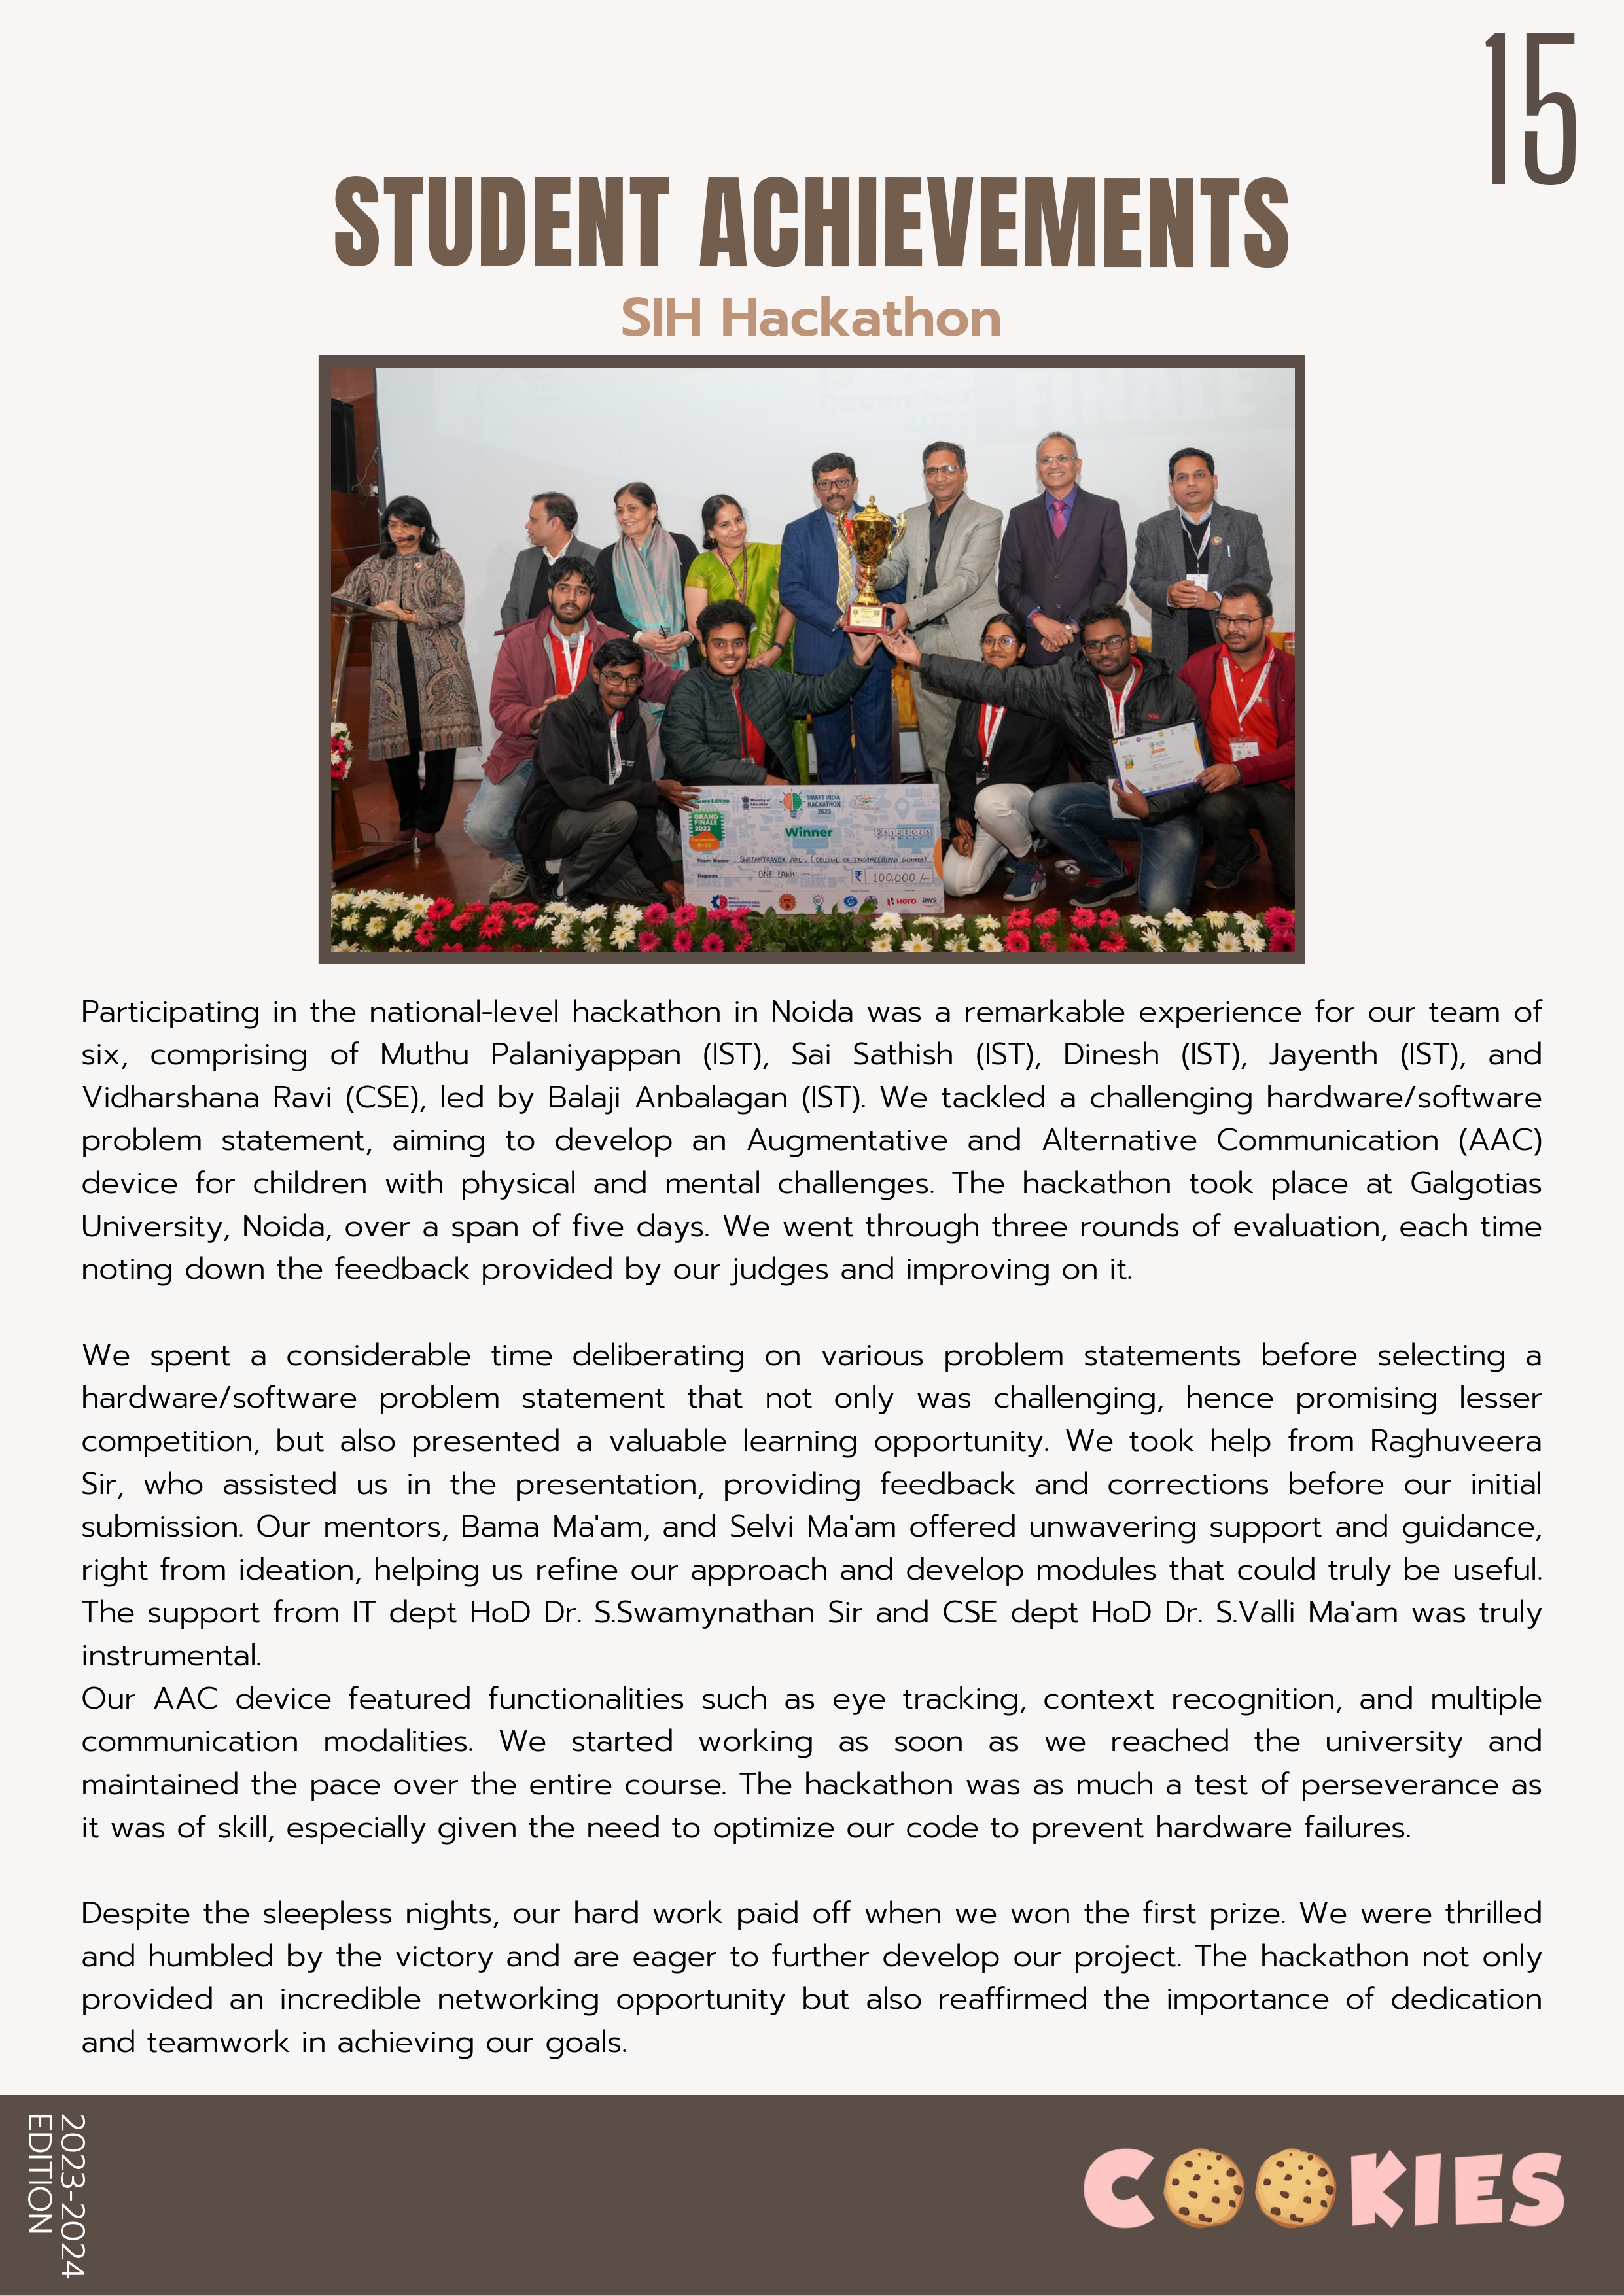 15
STUDENT ACHIEVEMENTS
SIH Hackathon
December
FINALE
Ministry of
Education
SMART INDIA
HACKATHON
2023
GRAND
FINALE
2023
Winner
Team Name
Rupees
ONE LAKH
₹ 100,000 /-
Hero
aws
Participating in the national-level hackathon in Noida was a remarkable experience for our team of
six, comprising of Muthu Palaniyappan (IST), Sai Sathish (IST), Dinesh (IST), Jayenth (IST), and
Vidharshana Ravi (CSE), led by Balaji Anbalagan (IST). We tackled a challenging hardware/software
problem statement, aiming to develop an Augmentative and Alternative Communication (AAC)
device for children with physical and mental challenges. The hackathon took place at Galgotias
University, Noida, over a span of five days. We went through three rounds of evaluation, each time
noting down the feedback provided by our judges and improving on it.
We spent a considerable time deliberating on various problem statements before selecting a
hardware/software problem statement that not only was challenging, hence promising lesser
competition, but also presented a valuable learning opportunity. We took help from Raghuveera
Sir, who assisted us in the presentation, providing feedback and corrections before our initial
submission. Our mentors, Bama Ma'am, and Selvi Ma'am offered unwavering support and guidance,
right from ideation, helping us refine our approach and develop modules that could truly be useful.
The support from IT dept HoD Dr. S.Swamynathan Sir and CSE dept HoD Dr. S.Valli Ma'am was truly
instrumental.
Our AAC device featured functionalities such as eye tracking, context recognition, and multiple
communication modalities. We started working as soon as we reached the university and
maintained the pace over the entire course. The hackathon was as much a test of perseverance as
it was of skill, especially given the need to optimize our code to prevent hardware failures.
Despite the sleepless nights, our hard work paid off when we won the first prize. We were thrilled
and humbled by the victory and are eager to further develop our project. The hackathon not only
provided an incredible networking opportunity but also reaffirmed the importance of dedication
and teamwork in achieving our goals.
2023-2024
EDITION
COOKIES